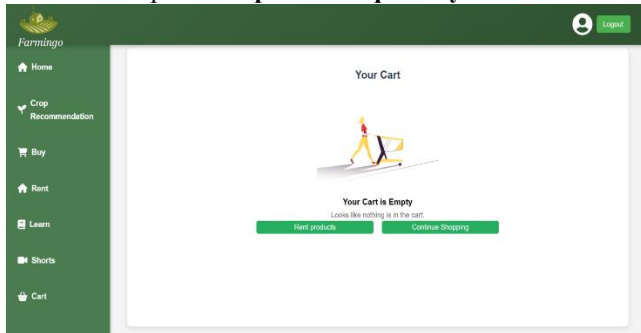 Farmingo
Logout
Home
Crop
Recommendation
Buy
Rent
Learn
Shorts
Cart
Your Cart
Your Cart is Empty
Looks like nothing is in the cart.
Rent products
Continue Shopping